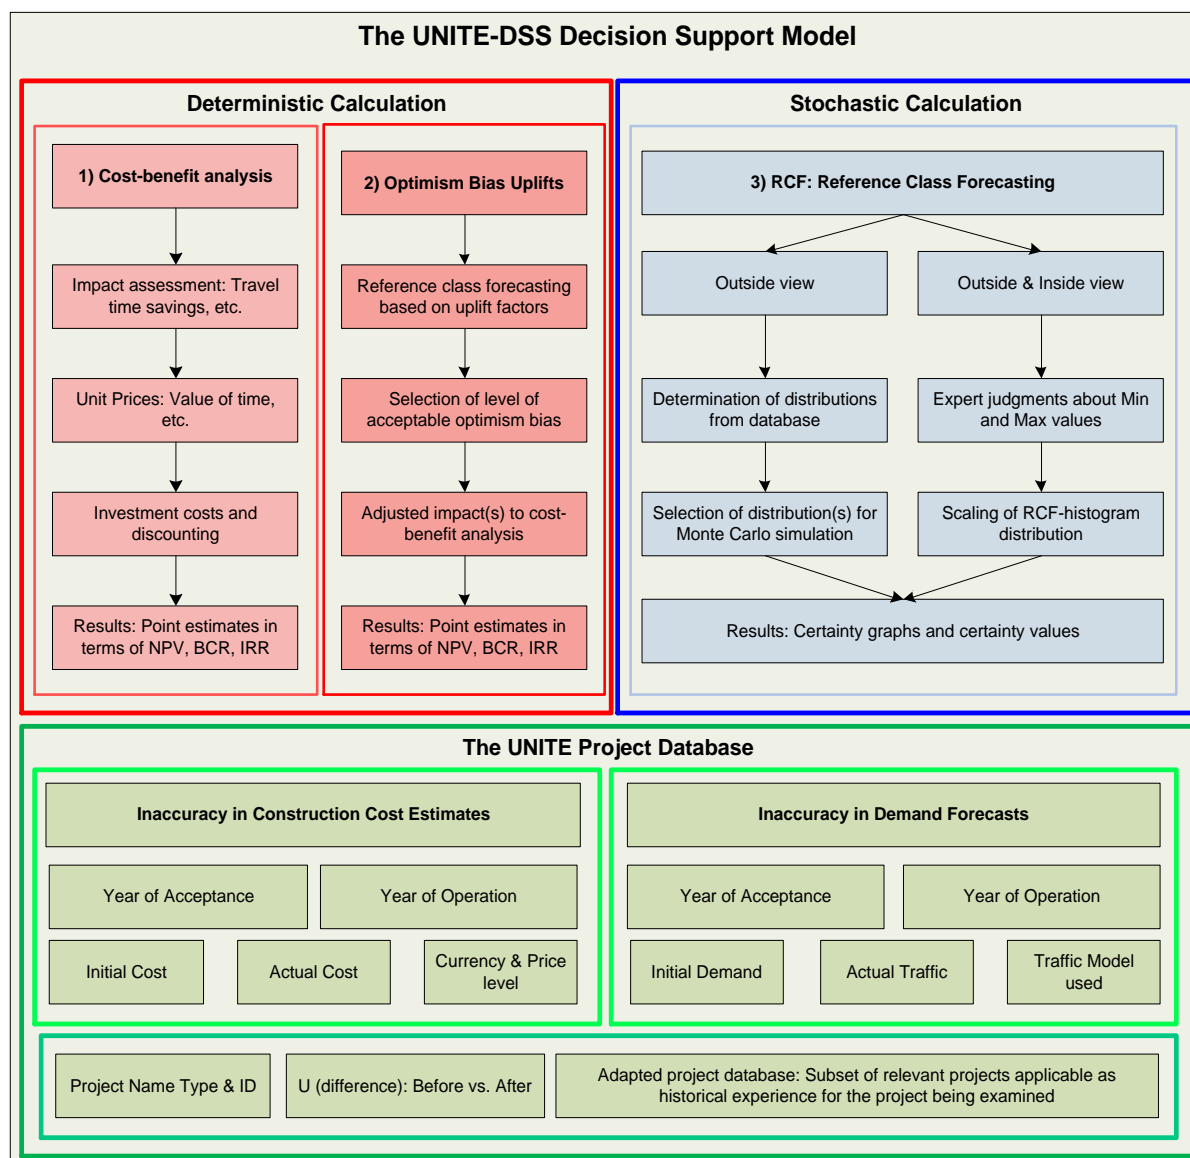 The UNITE-DSS Decision Support Model
Deterministic Calculation
1) Cost-benefit analysis
Impact assessment: Travel
time savings, etc.
Unit Prices: Value of time,
etc.
Investment costs and
discounting
Results: Point estimates in
terms of NPV, BCR, IRR
2) Optimism Bias Uplifts
Reference class forecasting
based on uplift factors
Selection of level of
acceptable optimism bias
Adjusted impact(s) to cost-
benefit analysis
Results: Point estimates in
terms of NPV, BCR, IRR
Stochastic Calculation
3) RCF: Reference Class Forecasting
Outside view
Determination of distributions
from database
Selection of distribution(s) for
Monte Carlo simulation
Outside & Inside view
Expert judgments about Min
and Max values
Scaling of RCF-histogram
distribution
Results: Certainty graphs and certainty values
The UNITE Project Database
Inaccuracy in Construction Cost Estimates
Year of Acceptance
Year of Operation
Initial Cost
Actual Cost
Currency & Price
level
Inaccuracy in Demand Forecasts
Year of Acceptance
Year of Operation
Initial Demand
Actual Traffic
Traffic Model
used
Project Name Type & ID
U (difference): Before vs. After
Adapted project database: Subset of relevant projects applicable as
historical experience for the project being examined